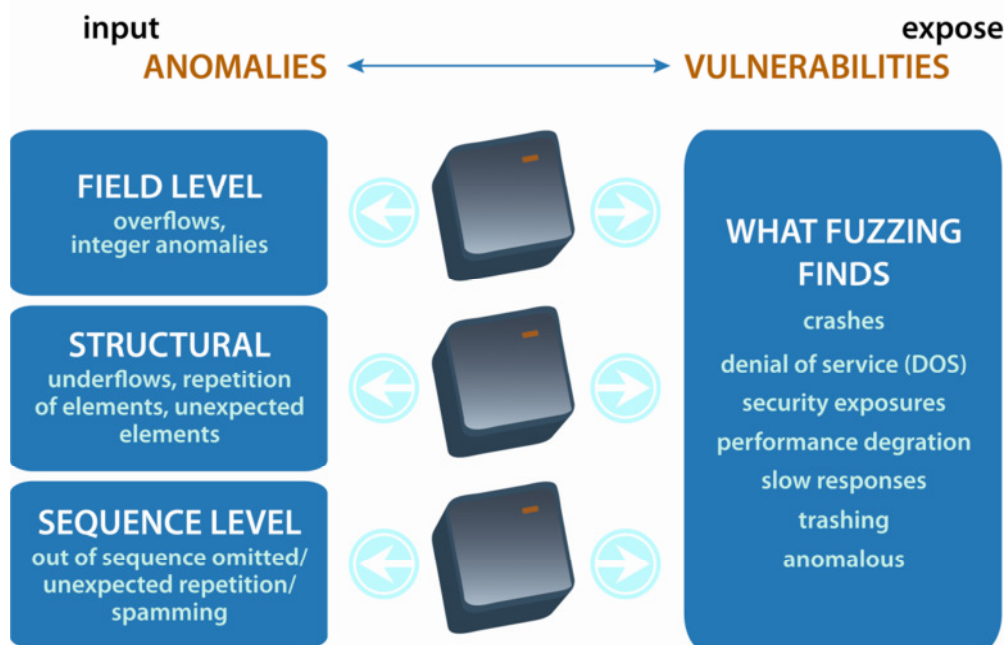 input
ANOMALIES
expose
VULNERABILITIES
FIELD LEVEL
overflows,
integer anomalies
STRUCTURAL
underflows, repetition
of elements, unexpected
elements
SEQUENCE LEVEL
out of sequence omitted/
unexpected repetition/
spamming
WHAT FUZZING
FINDS
crashes
denial of service (DOS)
security exposures
performance degration
slow responses
trashing
anomalous